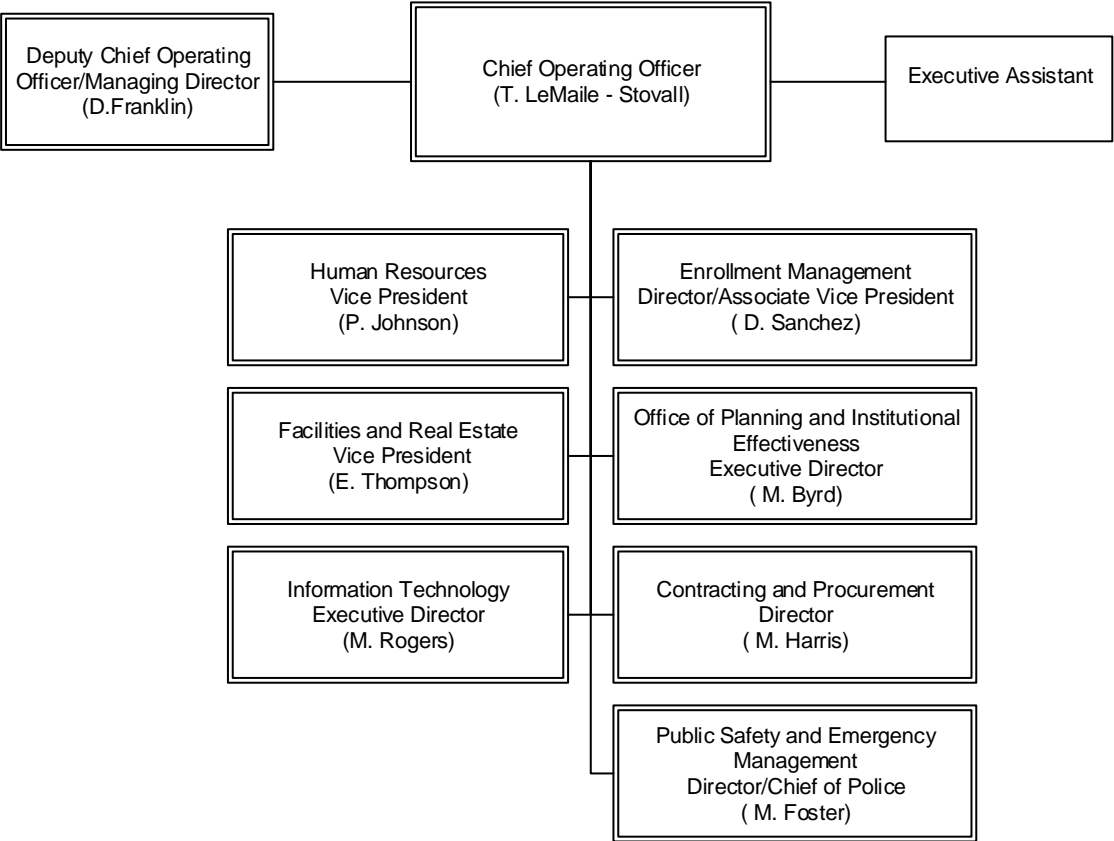 Deputy Chief Operating
Officer/Managing Director
(D.Franklin)
Chief Operating Officer
(T. LeMaile - Stovall)
Executive Assistant
Human Resources
Vice President
(P. Johnson)
Enrollment Management
Director/Associate Vice President
( D. Sanchez)
Facilities and Real Estate
Vice President
(E. Thompson)
Office of Planning and Institutional
Effectiveness
Executive Director
( M. Byrd)
Information Technology
Executive Director
(M. Rogers)
Contracting and Procurement
Director
( M. Harris)
Public Safety and Emergency
Management
Director/Chief of Police
( M. Foster)